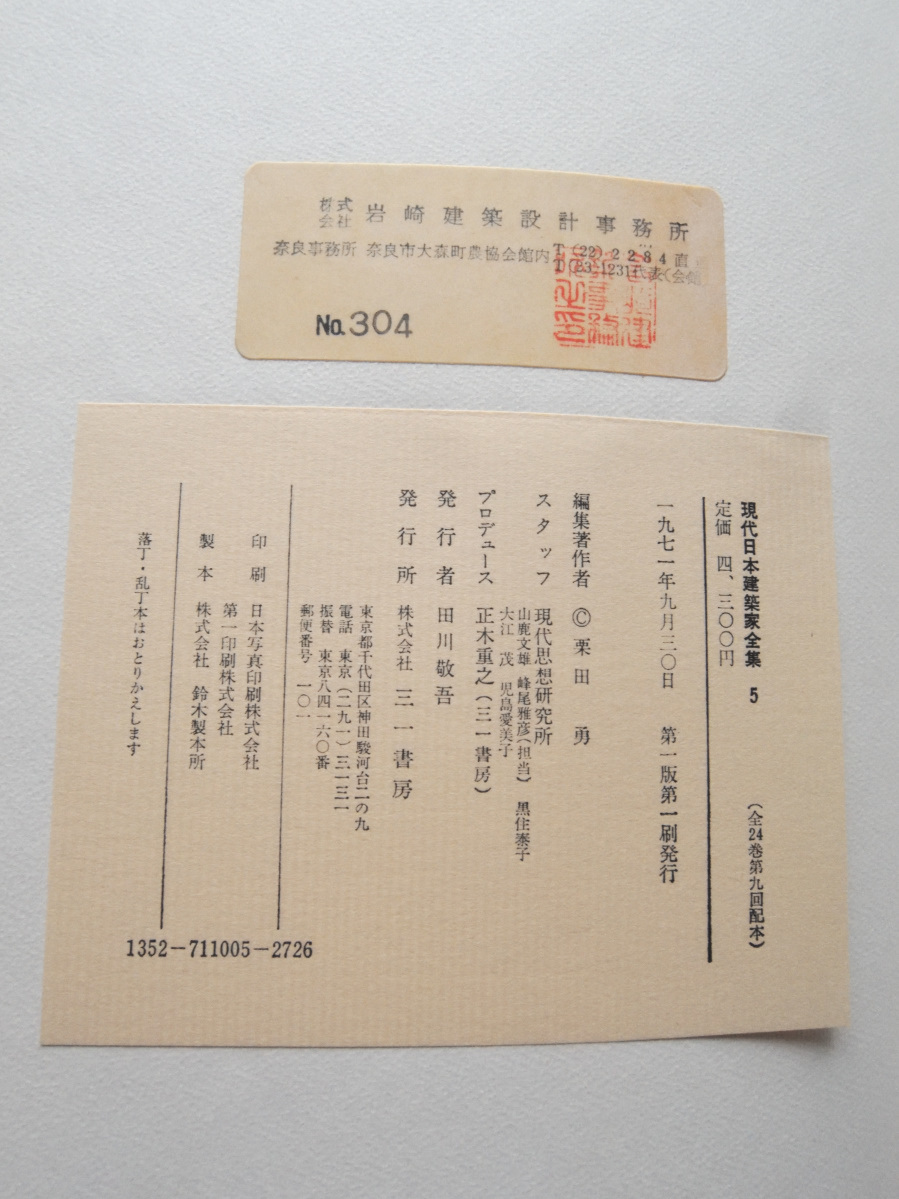 株式会社 岩崎建築設計事務所
奈良事務所 奈良市大森町農協会館内 T (22) 2284 直
T 23-1231 代表(会館
No.304
現代日本建築家全集 5 (全24巻第九回配本)
定価 四、三〇〇円
一九七一年九月三〇日 第一版第一刷発行
編集著作者 © 栗田 勇
スタッフ 現代思想研究所
山鹿文雄 峰尾雅彦(担当) 黒住泰子
大江 茂 児島愛美子
プロデュース 正木重之(三一書房)
発行者 田川敬吾
発行所 株式会社 三一書房
東京都千代田区神田駿河台二の九
電話 東京(二九一)三一三一
振替 東京八四一六〇番
郵便番号 一〇一
印刷 日本写真印刷株式会社
第一印刷株式会社
製本 株式会社 鈴木製本所
落丁・乱丁本はおとりかえします
1352-711005-2726